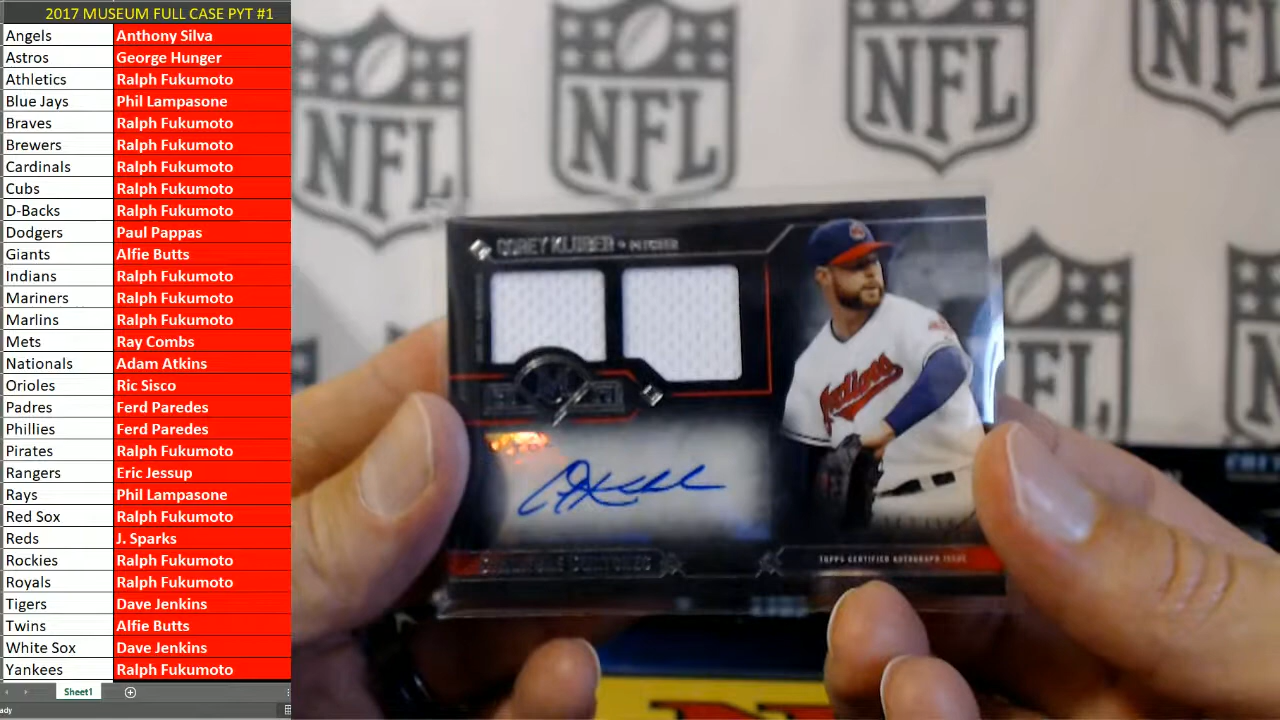 2017 MUSEUM FULL CASE PYT #1
Angels Anthony Silva
Astros George Hunger
Athletics Ralph Fukumoto
Blue Jays Phil Lampasone
Braves Ralph Fukumoto
Brewers Ralph Fukumoto
Cardinals Ralph Fukumoto
Cubs Ralph Fukumoto
D-Backs Ralph Fukumoto
Dodgers Paul Pappas
Giants Alfie Butts
Indians Ralph Fukumoto
Mariners Ralph Fukumoto
Marlins Ralph Fukumoto
Mets Ray Combs
Nationals Adam Atkins
Orioles Ric Sisco
Padres Ferd Paredes
Phillies Ferd Paredes
Pirates Ralph Fukumoto
Rangers Eric Jessup
Rays Phil Lampasone
Red Sox Ralph Fukumoto
Reds J. Sparks
Rockies Ralph Fukumoto
Royals Ralph Fukumoto
Tigers Dave Jenkins
Twins Alfie Butts
White Sox Dave Jenkins
Yankees Ralph Fukumoto
Sheet1
ady
NFL
NFL
NFL
NFL
COREY KLUBER • PITCHER
Indians
TOPPS CERTIFIED AUTOGRAPH ISSUE